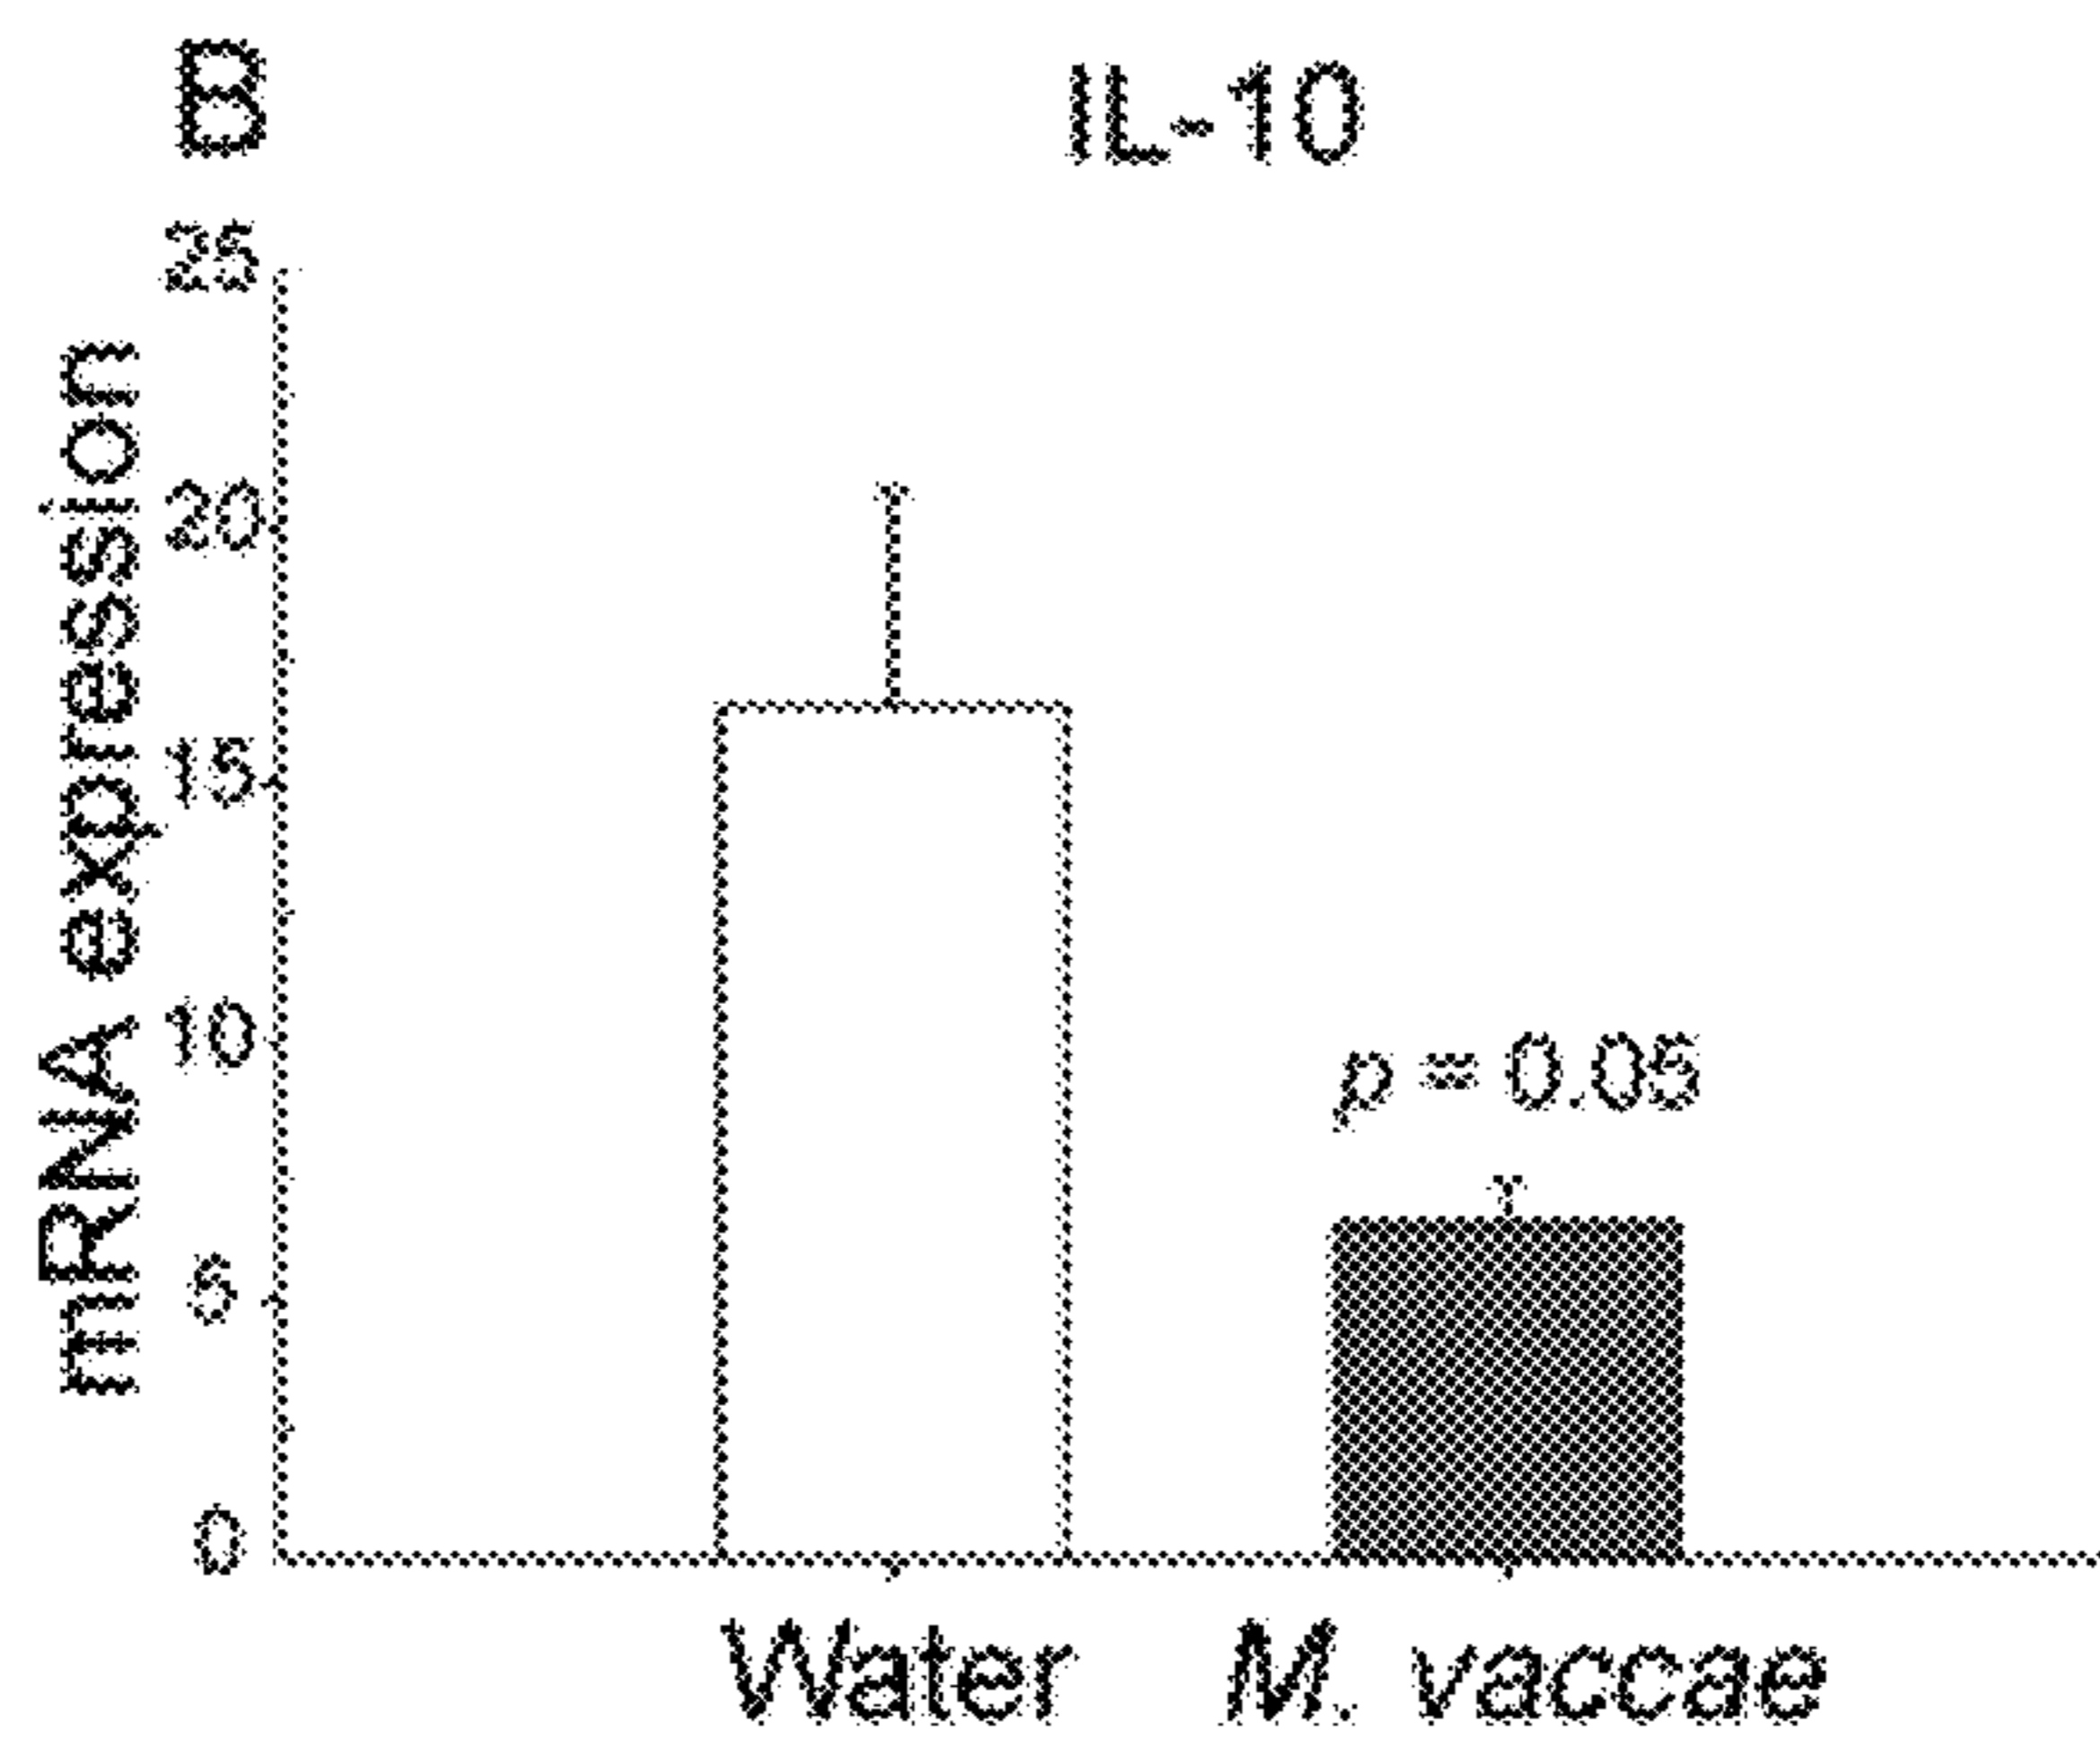 B
IL-10
mRNA expression
25
20
15
10
5
0
p = 0.05
Water
M. vaccae